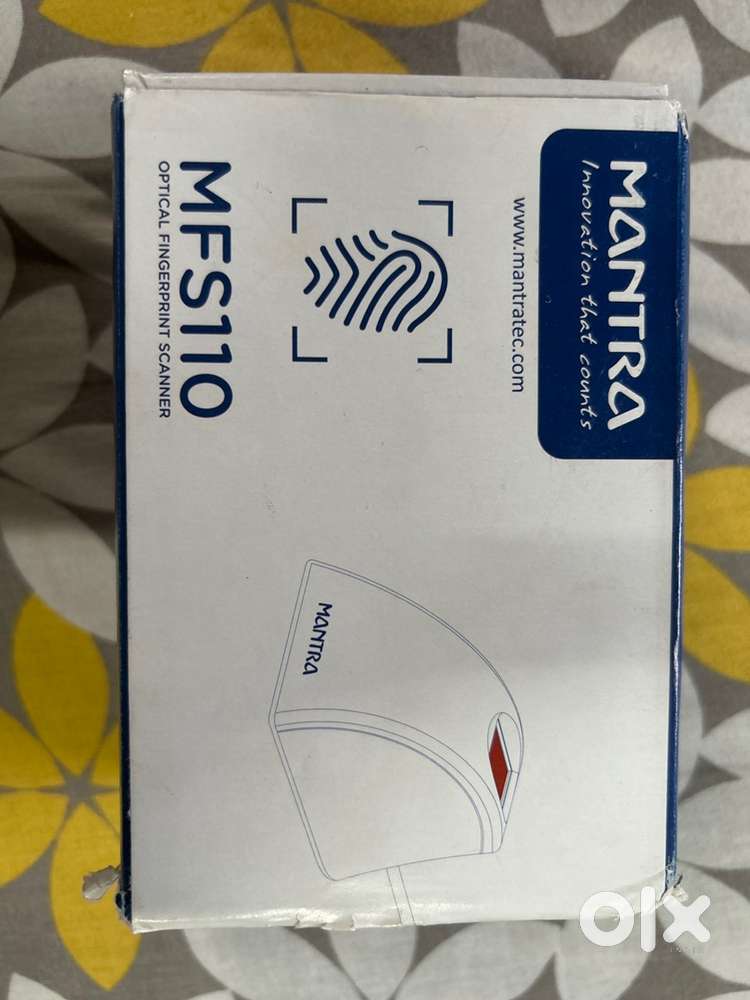 MANTRA
Innovation that counts
www.mantratec.com
MFS110
OPTICAL FINGERPRINT SCANNER
MANTRA
olx